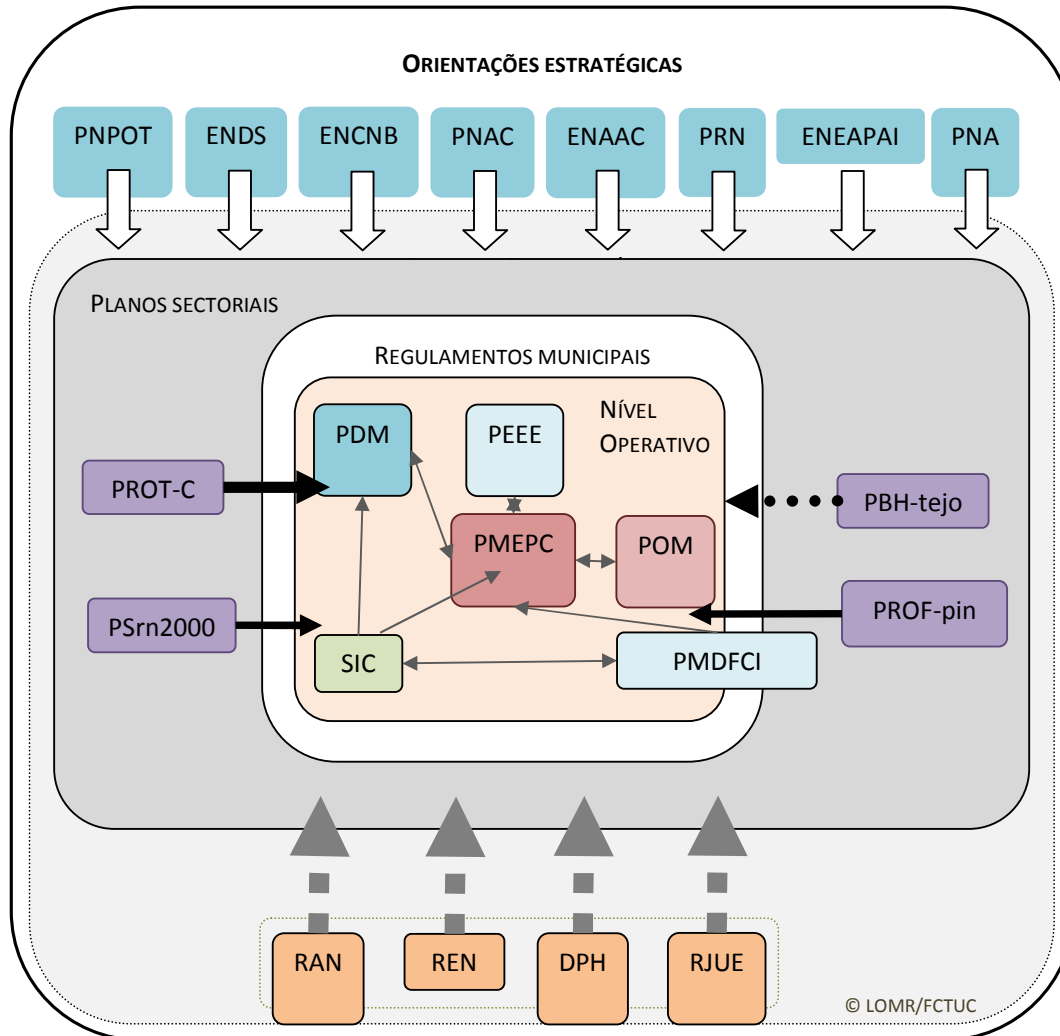 ORIENTAÇÕES ESTRATÉGICAS
PNPOT
ENDS
ENCNB
PNAC
ENAAC
PRN
ENEAPAI
PNA
PLANOS SECTORIAIS
REGULAMENTOS MUNICIPAIS
NÍVEL
OPERATIVO
PDM
PEEE
PROT-C
PBH-tejo
PMEPC
POM
PSrn2000
PROF-pin
SIC
PMDFCI
RAN
REN
DPH
RJUE
© LOMR/FCTUC